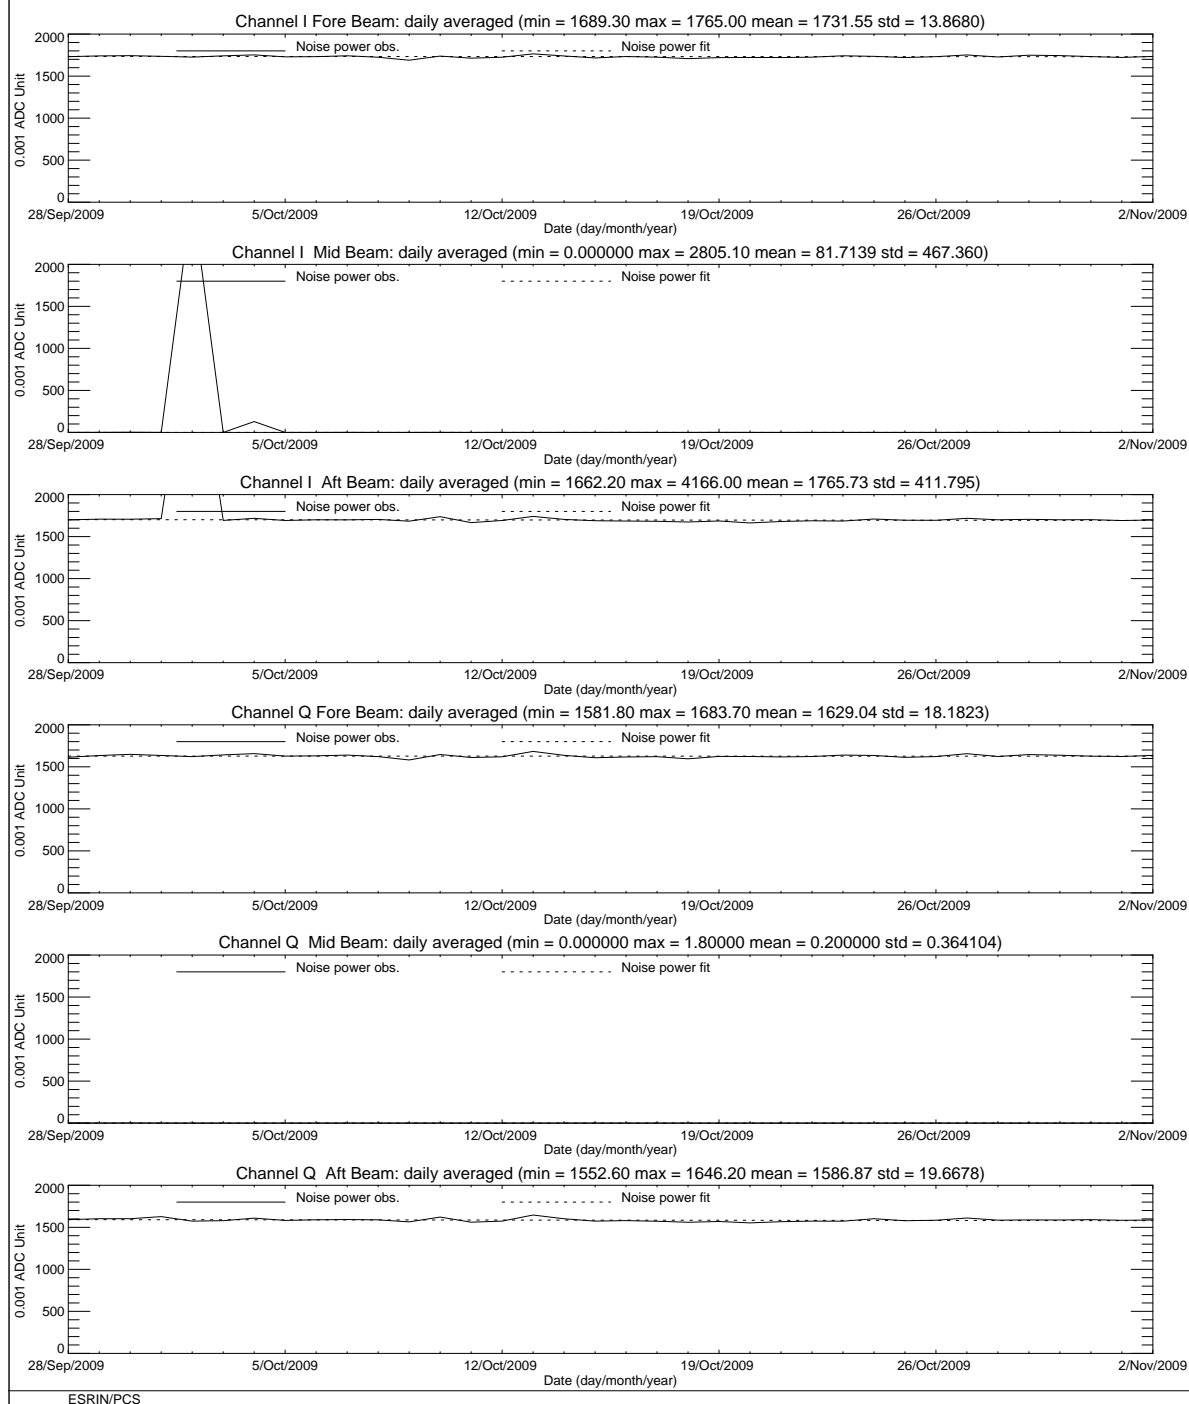 Channel I Fore Beam: daily averaged (min = 1689.30 max = 1765.00 mean = 1731.55 std = 13.8680)
2000
1500
1000
500
0
0.001 ADC Unit
Noise power obs.
Noise power fit
28/Sep/2009 5/Oct/2009 12/Oct/2009 19/Oct/2009 26/Oct/2009 2/Nov/2009
Date (day/month/year)
Channel I  Mid Beam: daily averaged (min = 0.000000 max = 2805.10 mean = 81.7139 std = 467.360)
2000
1500
1000
500
0
0.001 ADC Unit
Noise power obs.
Noise power fit
28/Sep/2009 5/Oct/2009 12/Oct/2009 19/Oct/2009 26/Oct/2009 2/Nov/2009
Date (day/month/year)
Channel I  Aft Beam: daily averaged (min = 1662.20 max = 4166.00 mean = 1765.73 std = 411.795)
2000
1500
1000
500
0
0.001 ADC Unit
Noise power obs.
Noise power fit
28/Sep/2009 5/Oct/2009 12/Oct/2009 19/Oct/2009 26/Oct/2009 2/Nov/2009
Date (day/month/year)
Channel Q Fore Beam: daily averaged (min = 1581.80 max = 1683.70 mean = 1629.04 std = 18.1823)
2000
1500
1000
500
0
0.001 ADC Unit
Noise power obs.
Noise power fit
28/Sep/2009 5/Oct/2009 12/Oct/2009 19/Oct/2009 26/Oct/2009 2/Nov/2009
Date (day/month/year)
Channel Q  Mid Beam: daily averaged (min = 0.000000 max = 1.80000 mean = 0.200000 std = 0.364104)
2000
1500
1000
500
0
0.001 ADC Unit
Noise power obs.
Noise power fit
28/Sep/2009 5/Oct/2009 12/Oct/2009 19/Oct/2009 26/Oct/2009 2/Nov/2009
Date (day/month/year)
Channel Q  Aft Beam: daily averaged (min = 1552.60 max = 1646.20 mean = 1586.87 std = 19.6678)
2000
1500
1000
500
0
0.001 ADC Unit
Noise power obs.
Noise power fit
28/Sep/2009 5/Oct/2009 12/Oct/2009 19/Oct/2009 26/Oct/2009 2/Nov/2009
Date (day/month/year)
ESRIN/PCS